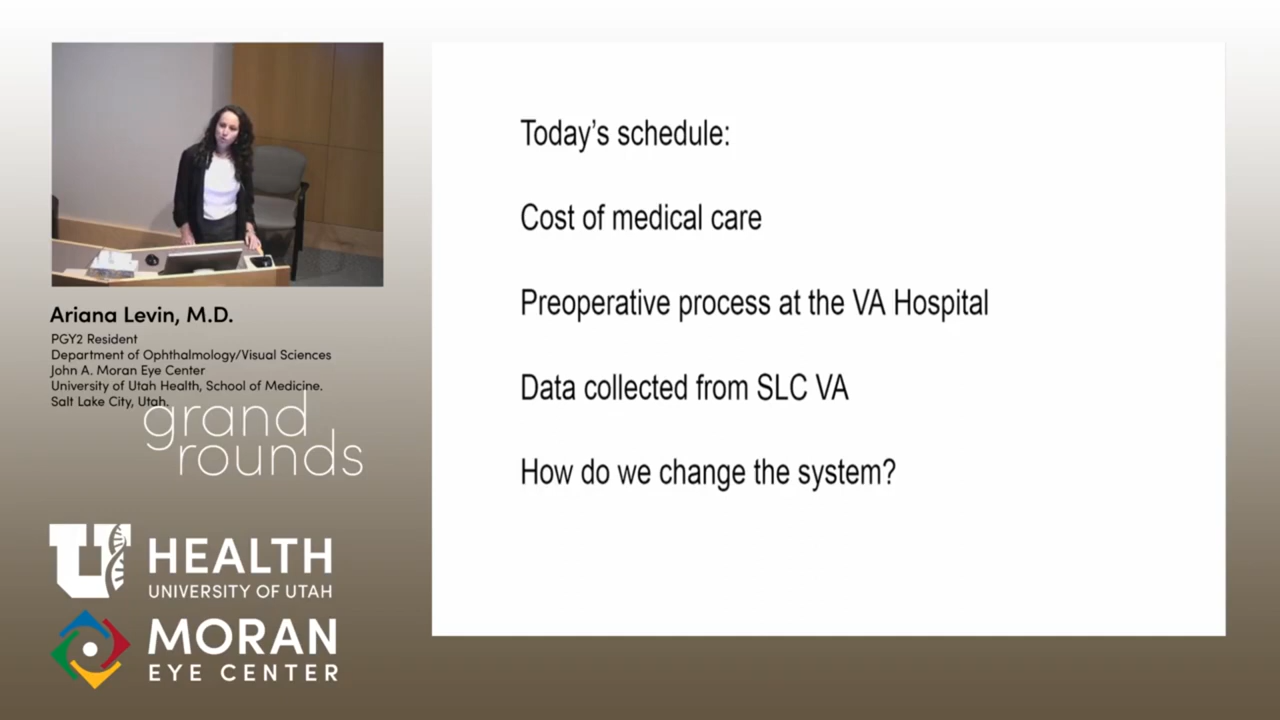 Ariana Levin, M.D.
PGY2 Resident
Department of Ophthalmology/Visual Sciences
John A. Moran Eye Center
University of Utah Health, School of Medicine.
Salt Lake City, Utah.
grand
rounds
U HEALTH
UNIVERSITY OF UTAH
MORAN
EYE CENTER
Today's schedule:
Cost of medical care
Preoperative process at the VA Hospital
Data collected from SLC VA
How do we change the system?